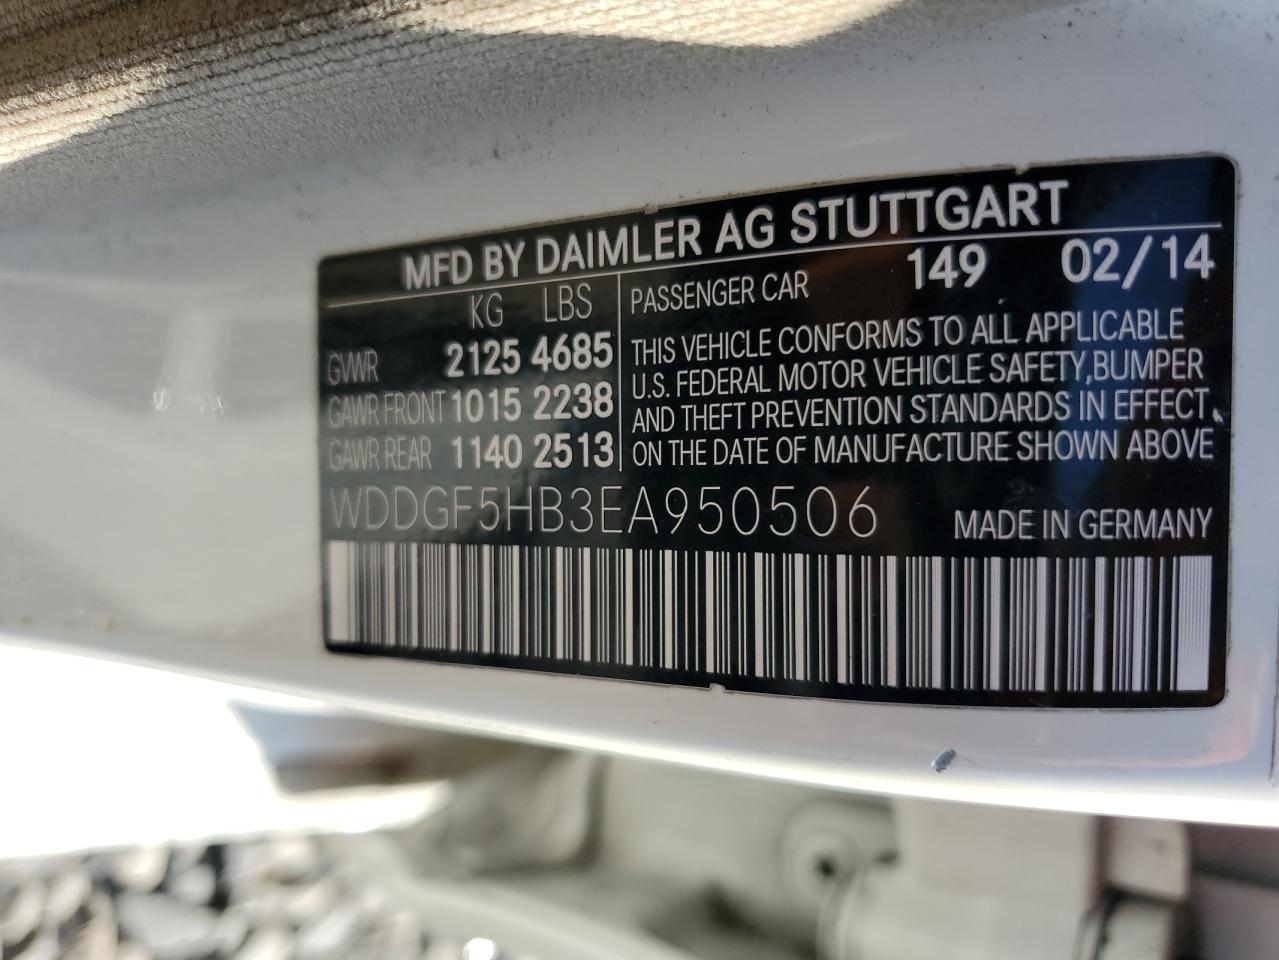 MFD BY DAIMLER AG STUTTGART
KG LBS
GVWR 2125 4685
GAWR FRONT 1015 2238
GAWR REAR 1140 2513
PASSENGER CAR 149 02/14
THIS VEHICLE CONFORMS TO ALL APPLICABLE
U.S. FEDERAL MOTOR VEHICLE SAFETY, BUMPER
AND THEFT PREVENTION STANDARDS IN EFFECT
ON THE DATE OF MANUFACTURE SHOWN ABOVE
WDDGF5HB3EA950506
MADE IN GERMANY